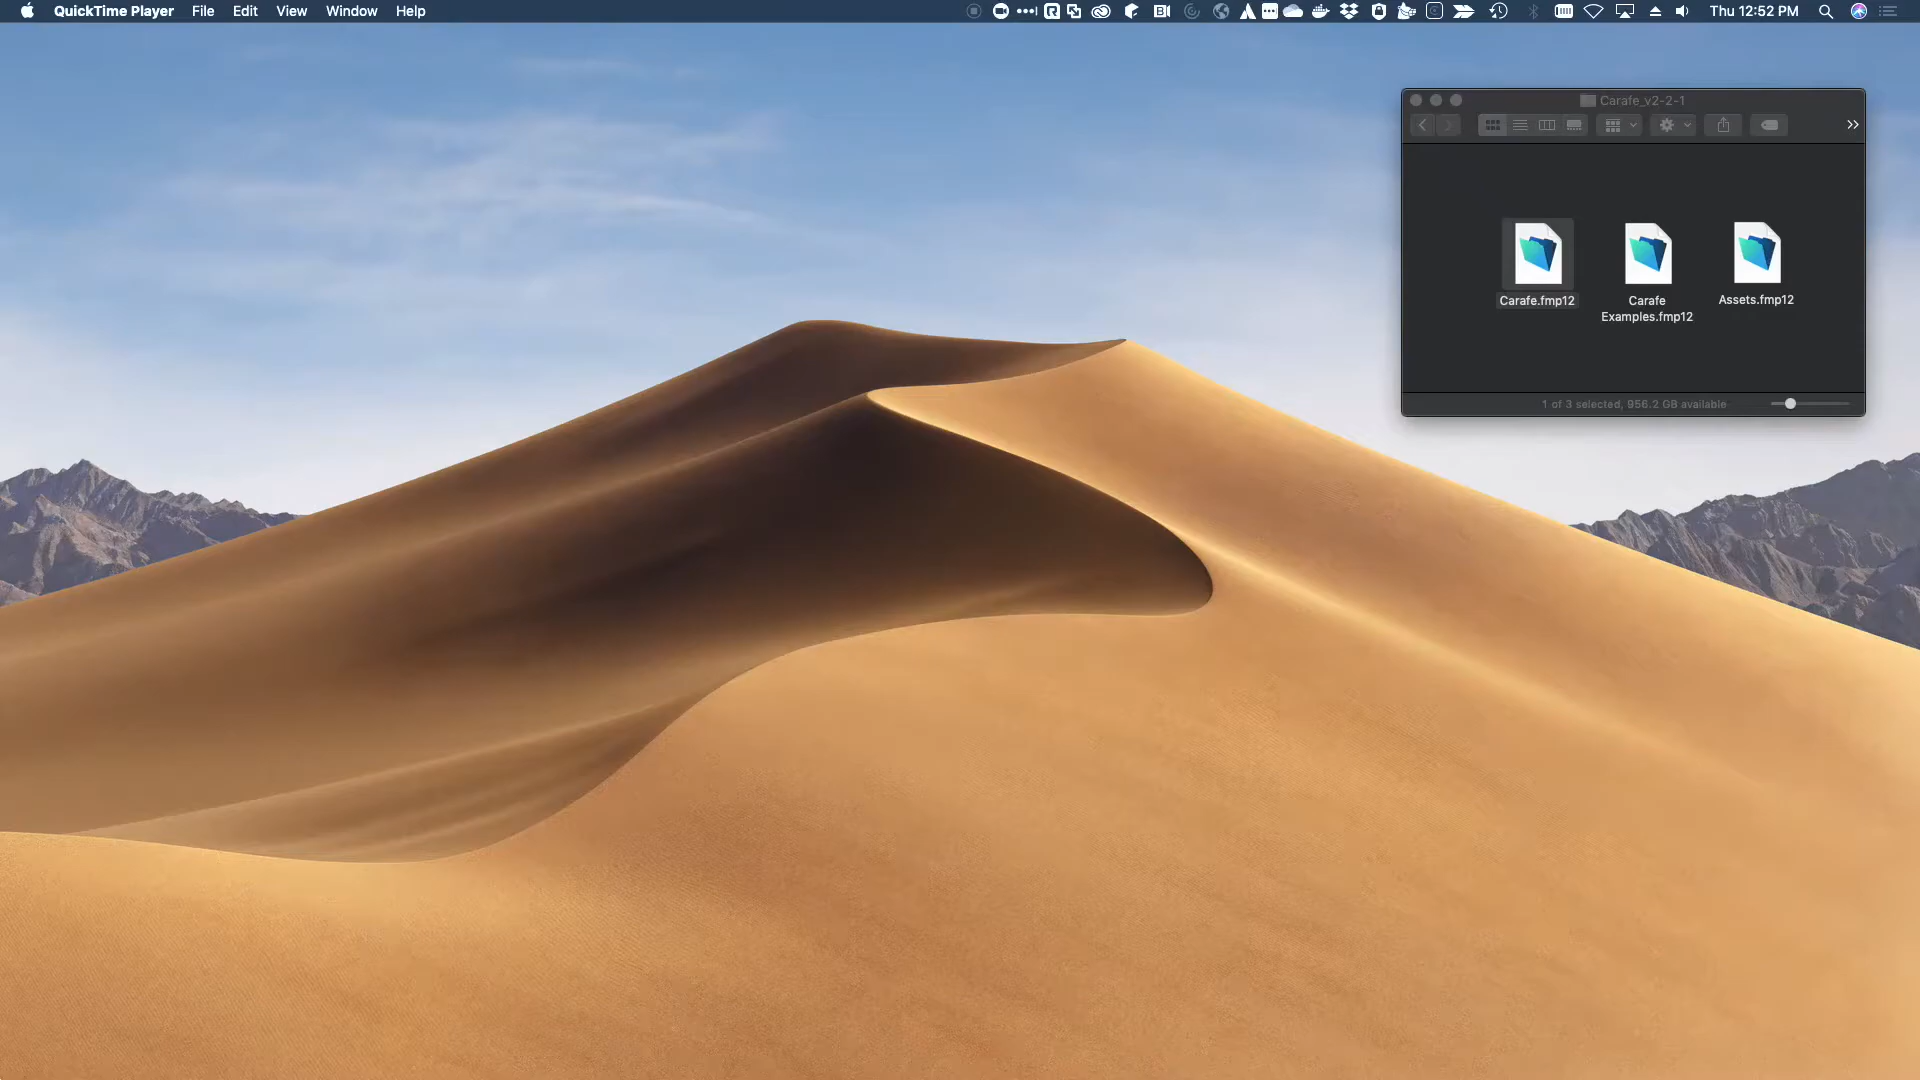 QuickTime Player File Edit View Window Help Thu 12:52 PM
Carafe_v2-2-1
Carafe.fmp12
Carafe
Examples.fmp12
Assets.fmp12
1 of 3 selected, 956.2 GB available